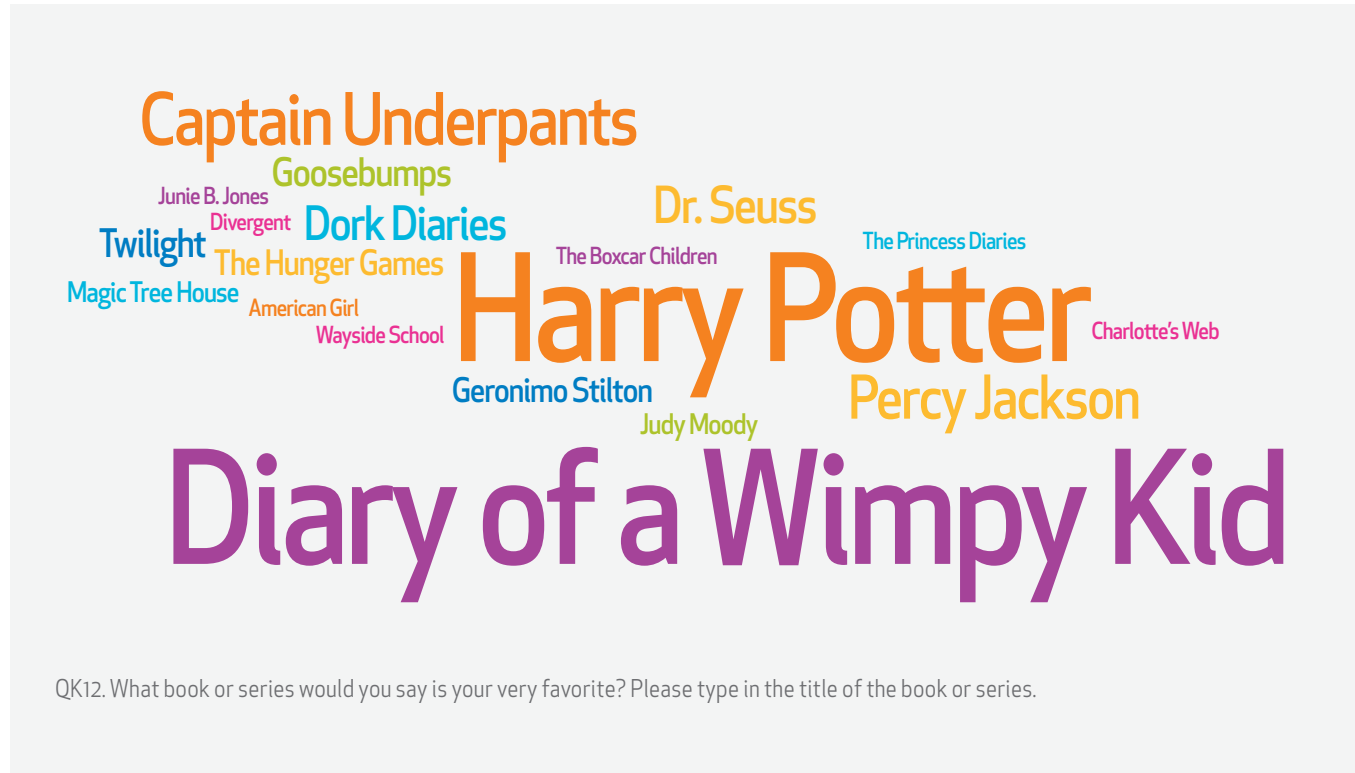 Captain Underpants
Goosebumps
Junie B. Jones
Dr. Seuss
Divergent
Dork Diaries
Twilight
The Princess Diaries
The Hunger Games
The Boxcar Children
Magic Tree House
American Girl
Harry Potter
Wayside School
Charlotte's Web
Geronimo Stilton
Percy Jackson
Judy Moody
Diary of a Wimpy Kid
QK12. What book or series would you say is your very favorite? Please type in the title of the book or series.